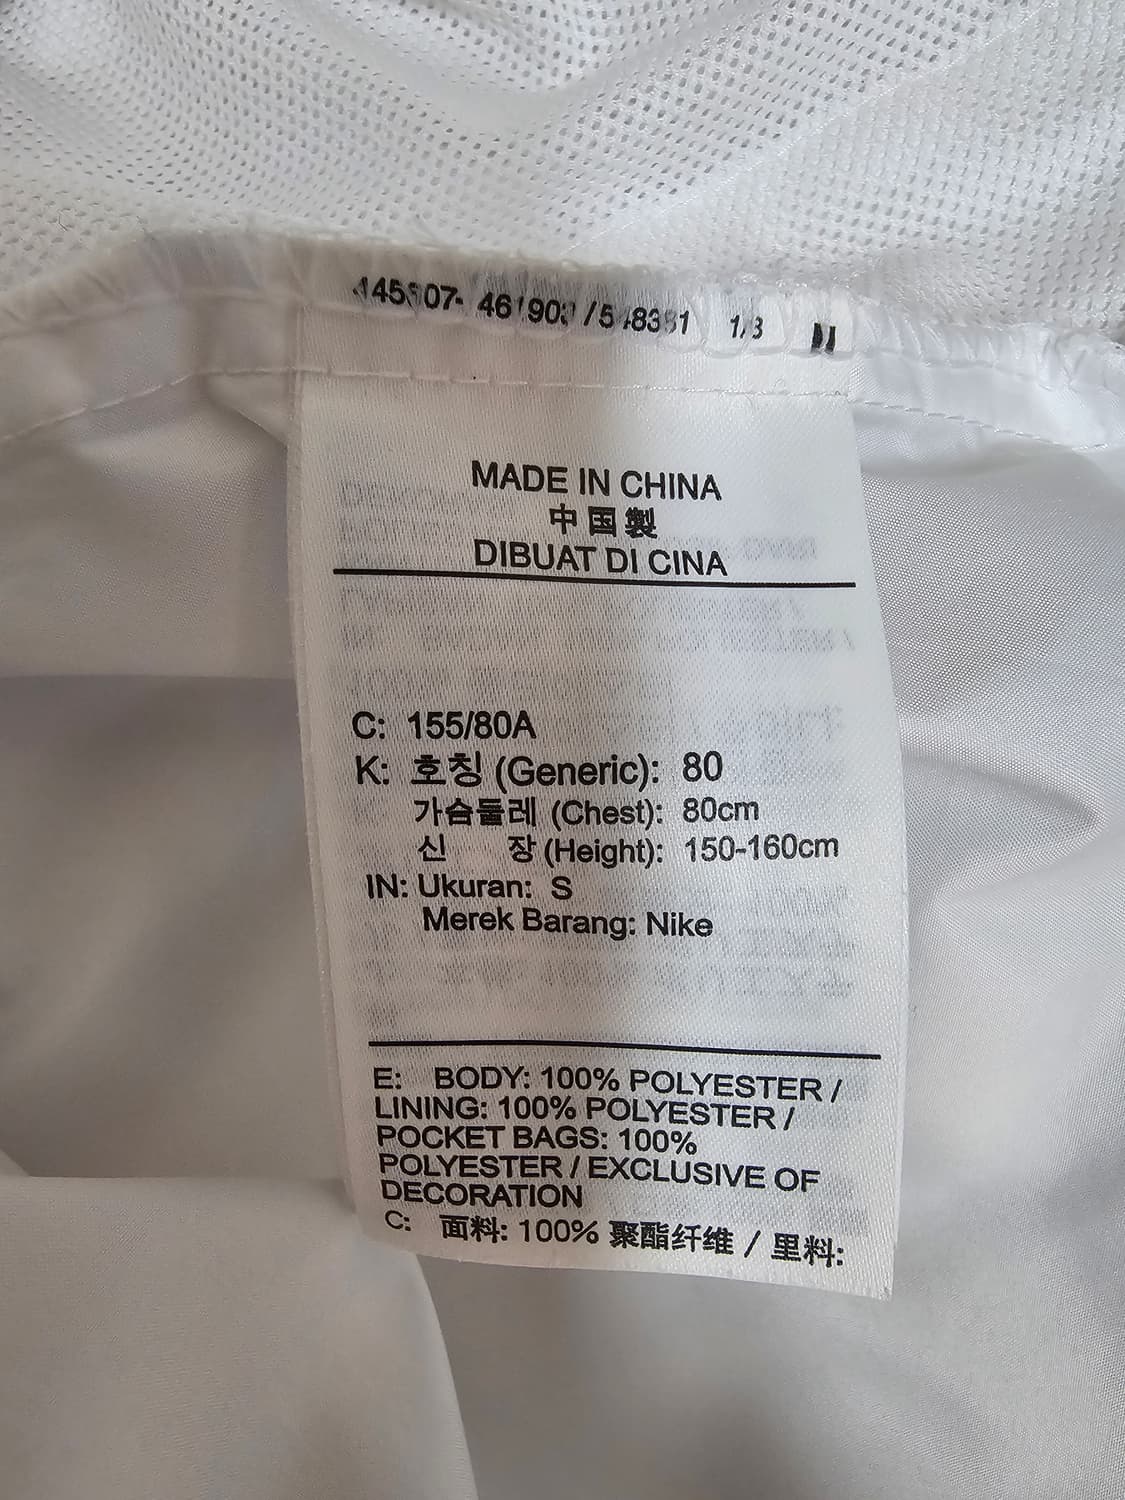 1/3
MADE IN CHINA
中国製
DIBUAT DI CINA
C: 155/80A
K: 호칭 (Generic): 80
가슴둘레 (Chest): 80cm
신 장 (Height): 150-160cm
IN: Ukuran: S
Merek Barang: Nike
E: BODY: 100% POLYESTER /
LINING: 100% POLYESTER /
POCKET BAGS: 100%
POLYESTER / EXCLUSIVE OF
DECORATION
C: 面料: 100% 聚酯纤维 / 里料: